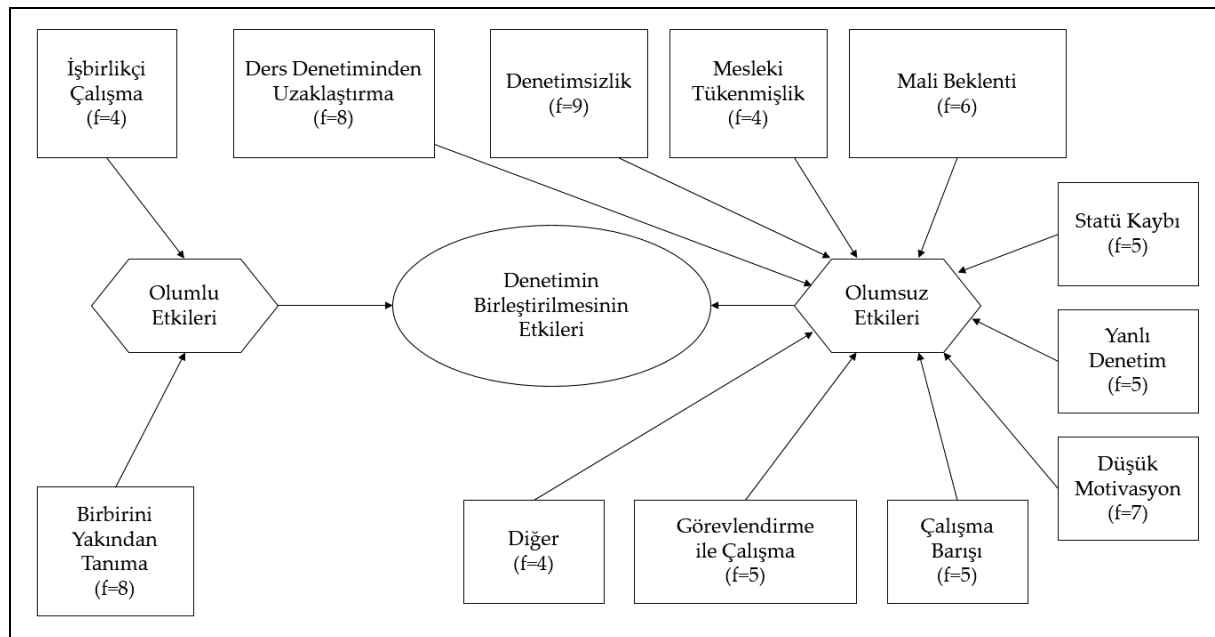 İşbirlikçi
Çalışma
(f=4)
Ders Denetiminden
Uzaklaştırma
(f=8)
Denetimsizlik
(f=9)
Mesleki
Tükenmişlik
(f=4)
Mali Beklenti
(f=6)
Statü Kaybı
(f=5)
Olumlu
Etkileri
Denetimin
Birleştirilmesinin
Etkileri
Olumsuz
Etkileri
Yanlı
Denetim
(f=5)
Düşük
Motivasyon
(f=7)
Birbirini
Yakından
Tanıma
(f=8)
Diğer
(f=4)
Görevlendirme
ile Çalışma
(f=5)
Çalışma
Barışı
(f=5)